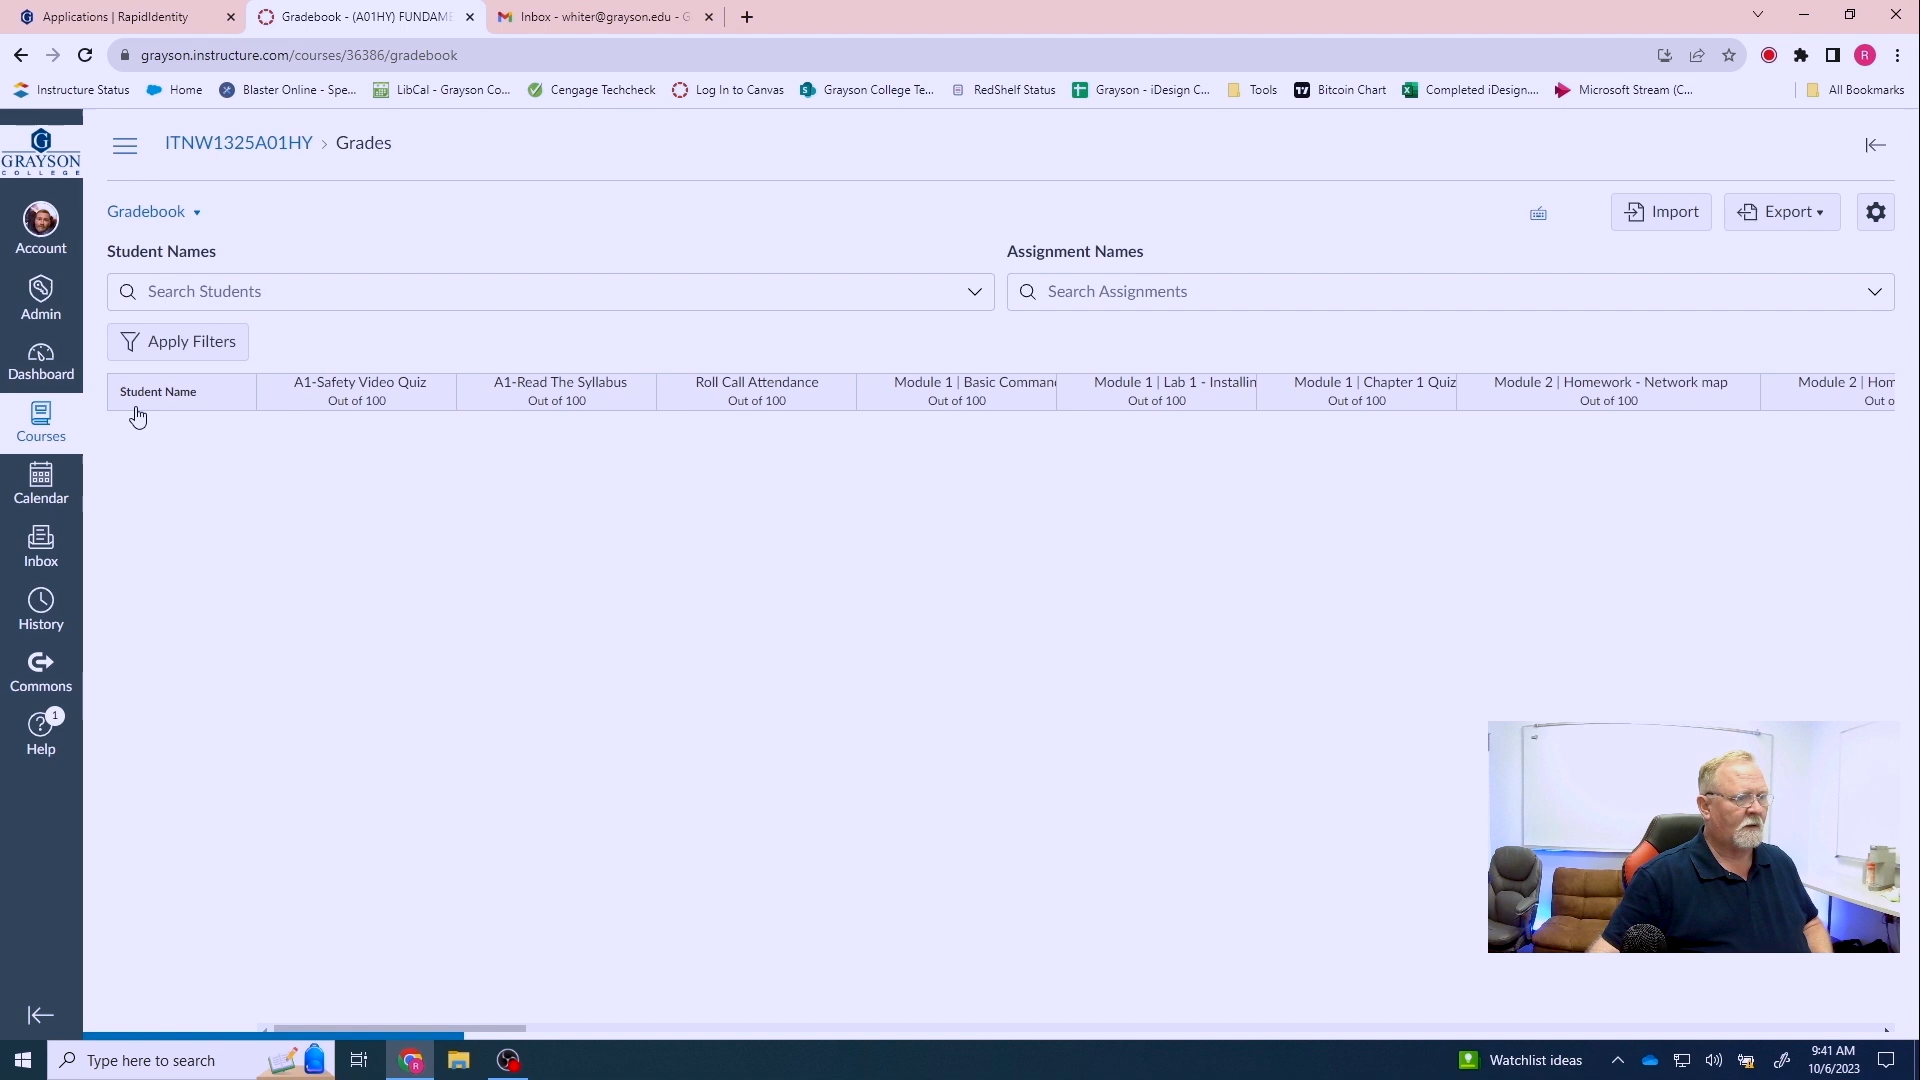 Applications | RapidIdentity
Gradebook - (A01HY) FUNDAME
Inbox - whiter@grayson.edu - G
grayson.instructure.com/courses/36386/gradebook
R
Instructure Status
Home
Blaster Online - Spe...
LibCal - Grayson Co...
Cengage Techcheck
Log In to Canvas
Grayson College Te...
RedShelf Status
Grayson - iDesign C...
Tools
Bitcoin Chart
Completed iDesign....
Microsoft Stream (C...
All Bookmarks
G
GRAYSON
COLLEGE
ITNW1325A01HY > Grades
Gradebook
Import
Export
Student Names
Assignment Names
Search Students
Search Assignments
Apply Filters
Student Name
A1-Safety Video Quiz
Out of 100
A1-Read The Syllabus
Out of 100
Roll Call Attendance
Out of 100
Module 1 | Basic Comman
Out of 100
Module 1 | Lab 1 - Installin
Out of 100
Module 1 | Chapter 1 Quiz
Out of 100
Module 2 | Homework - Network map
Out of 100
Module 2 | Hom
Out o
Account
Admin
Dashboard
Courses
Calendar
Inbox
History
Commons
1
Help
Type here to search
Watchlist ideas
9:41 AM
10/6/2023